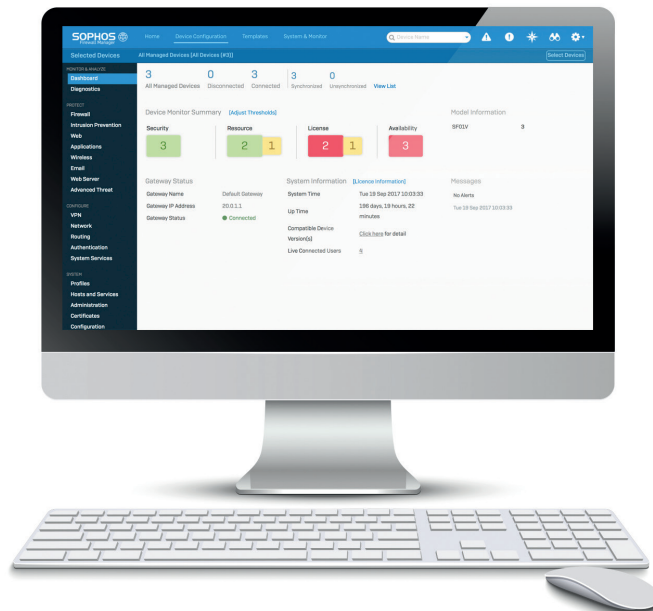 SOPHOS
Firewall Manager
Home Device Configuration Templates System & Monitor
Device Name
Selected Devices
All Managed Devices [All Devices (#3)]
Select Devices
MONITOR & ANALYZE
Dashboard
Diagnostics
PROTECT
Firewall
Intrusion Prevention
Web
Applications
Wireless
Email
Web Server
Advanced Threat
CONFIGURE
VPN
Network
Routing
Authentication
System Services
SYSTEM
Profiles
Hosts and Services
Administration
Certificates
Configuration
3 0 3 3 0
All Managed Devices Disconnected Connected Synchronized Unsynchronized View List
Device Monitor Summary [Adjust Thresholds]
Security Resource License Availability
3 2 1 2 1 3
Model Information
SF01V 3
Gateway Status
Gateway Name Default Gateway
Gateway IP Address 20.0.1.1
Gateway Status Connected
System Information [License Information]
System Time Tue 19 Sep 2017 10:03:33
Up Time 196 days, 19 hours, 22
minutes
Compatible Device
Version(s) Click here for detail
Live Connected Users
Messages
No Alerts
Tue 19 Sep 2017 10:03:33